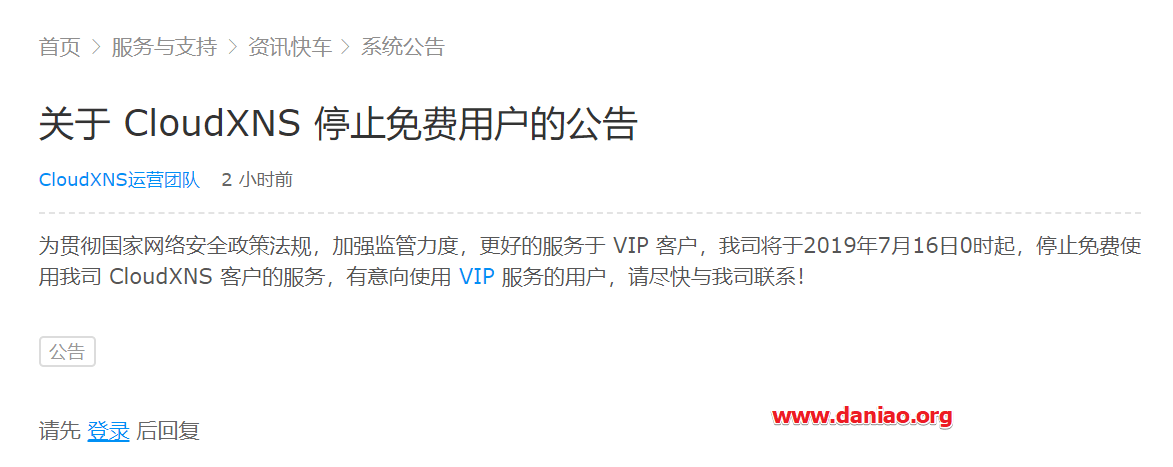 首页 > 服务与支持 > 资讯快车 > 系统公告
关于 CloudXNS 停止免费用户的公告
CloudXNS运营团队 2 小时前
为贯彻国家网络安全政策法规，加强监管力度，更好的服务于 VIP 客户，我司将于2019年7月16日0时起，停止免费使
用我司 CloudXNS 客户的服务，有意向使用 VIP 服务的用户，请尽快与我司联系！
公告
www.daniao.org
请先 登录 后回复